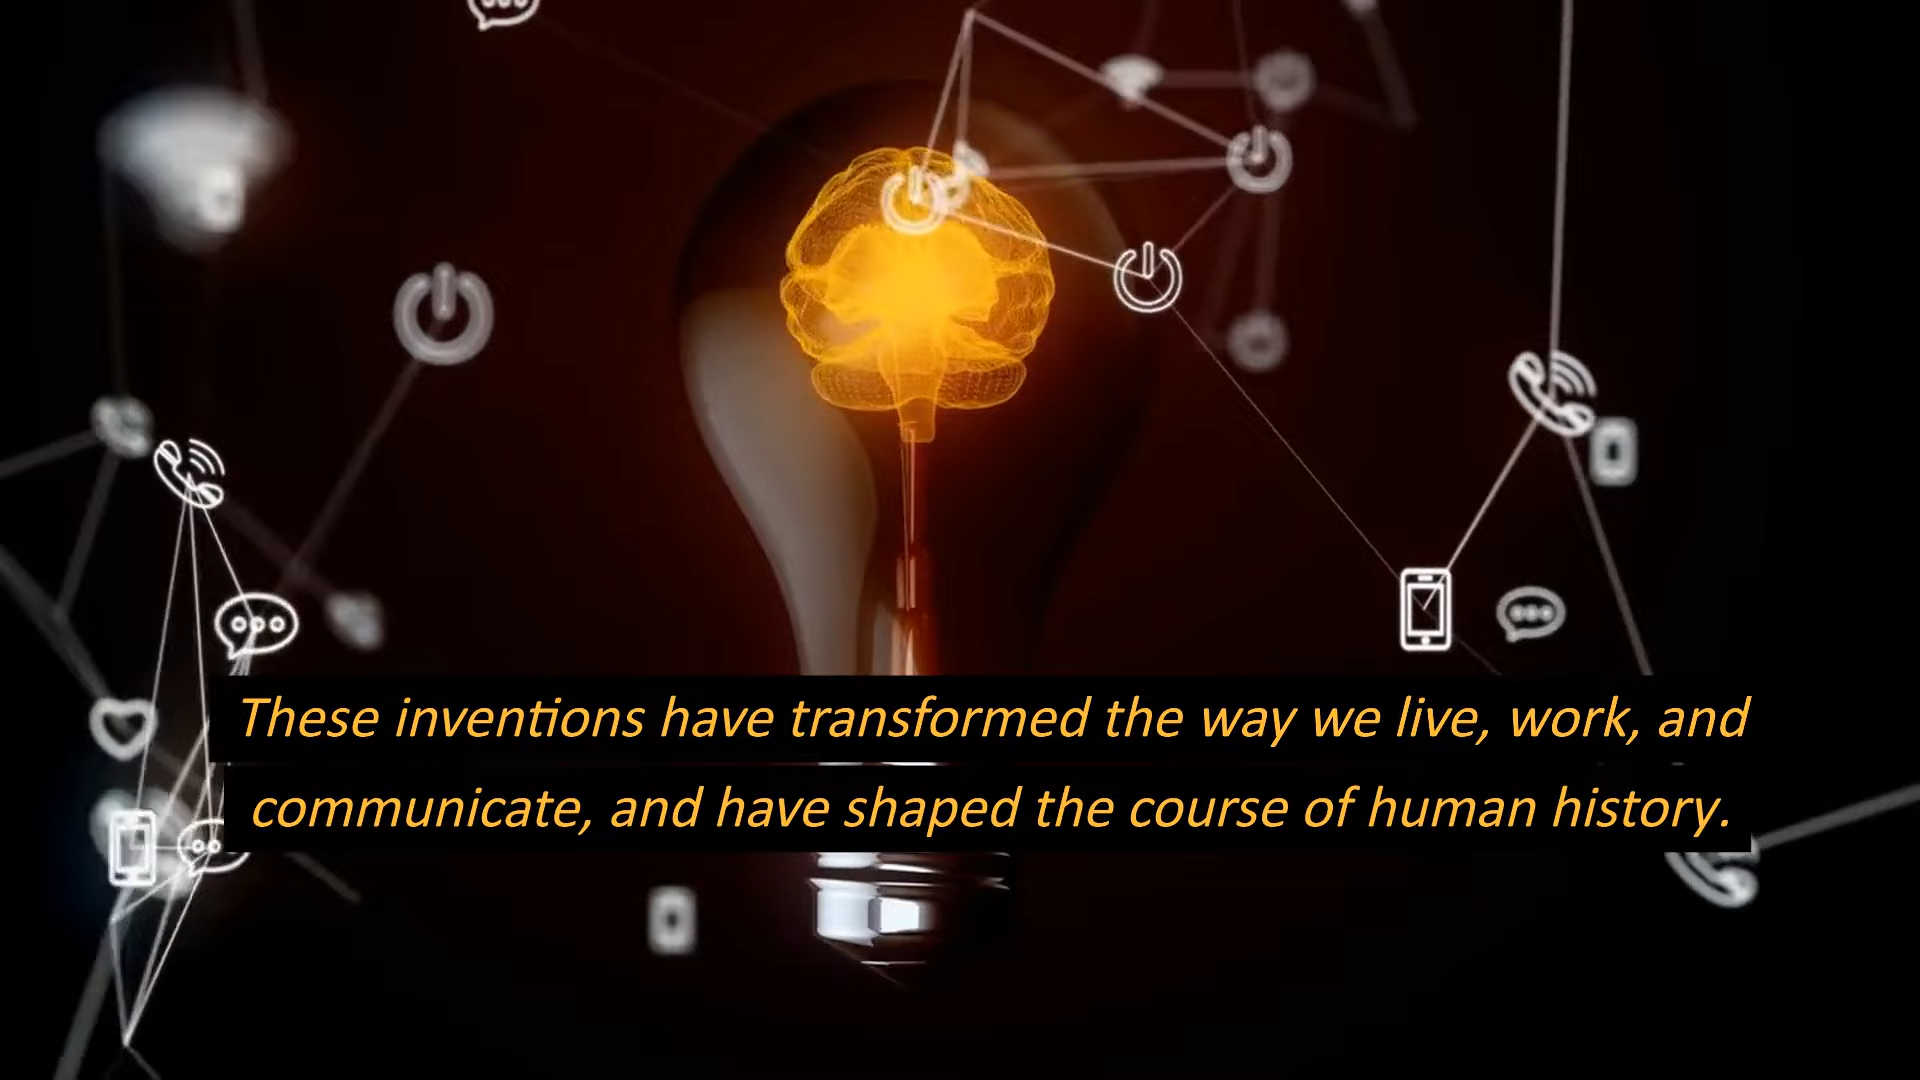 These inventions have transformed the way we live, work, and
communicate, and have shaped the course of human history.